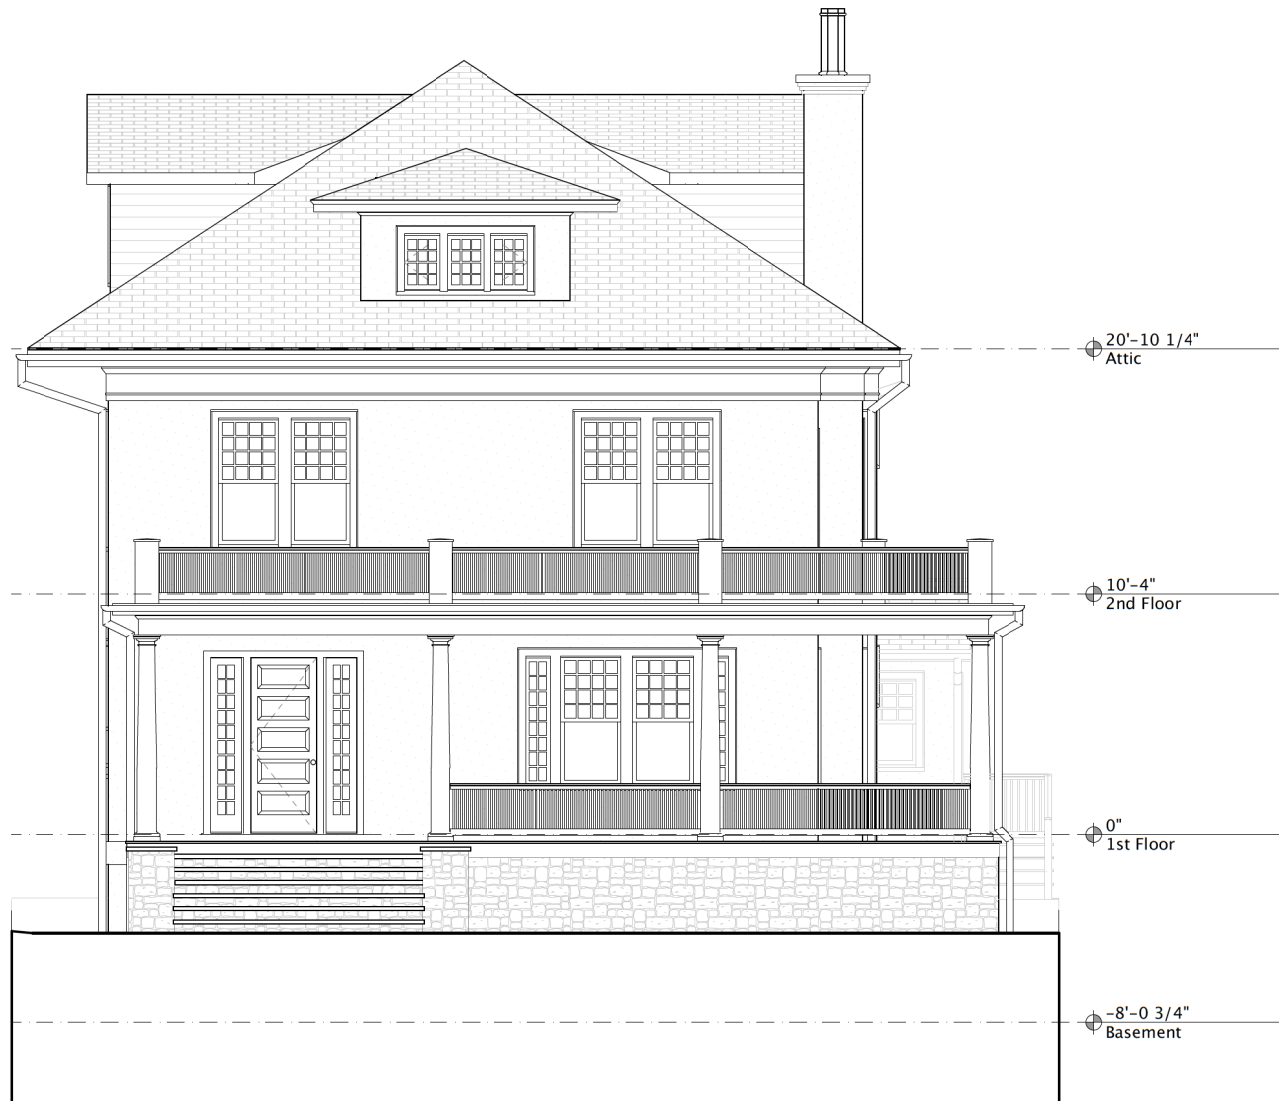 20'-10 1/4"
Attic
10'-4"
2nd Floor
0"
1st Floor
-8'-0 3/4"
Basement